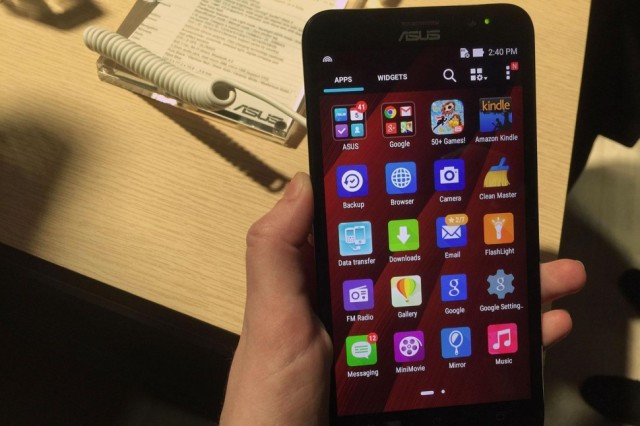 ASUS
2:40 PM
APPS WIDGETS
41
ASUS Google 50+ Games! Amazon Kindle
kindle
Backup Browser Camera Clean Master
Data transfer Downloads Email FlashLight
FM Radio Gallery Google Google Setting..
12
Messaging MiniMovie Mirror Music
ASUS